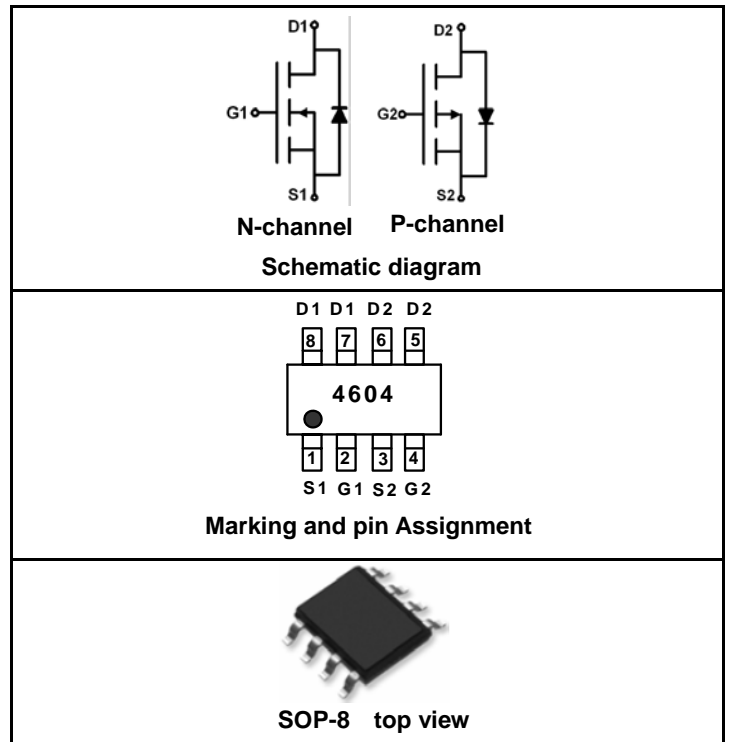 D1 D2
G1 G2
S1 S2
N-channel P-channel
Schematic diagram
D1 D1 D2 D2
8 7 6 5
4604
1 2 3 4
S1 G1 S2 G2
Marking and pin Assignment
SOP-8 top view